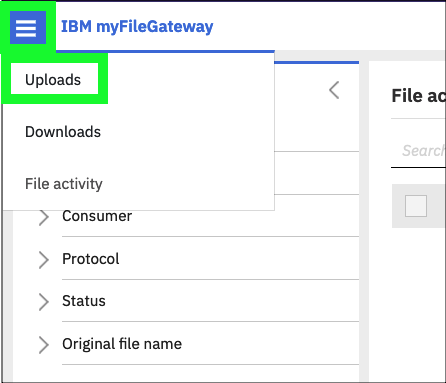 IBM myFileGateway
Uploads
Downloads
File activity
Consumer
Protocol
Status
Original file name
File ac
Search